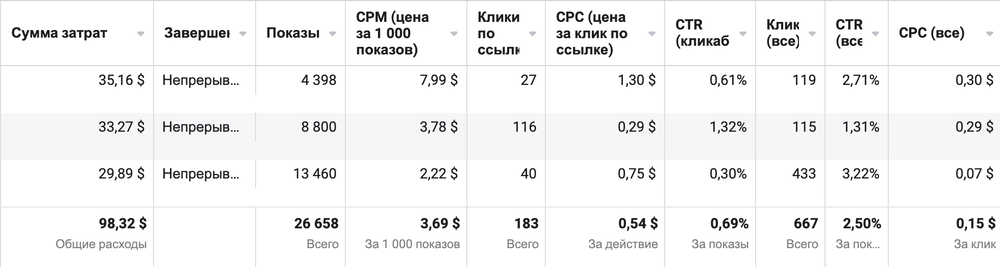 Сумма затрат Завершен Показы CPM (цена за 1 000 показов) Клики по ссылк CPC (цена за клик по ссылке) CTR (кликаб Клик (все) CTR (все CPC (все)
35,16 $ Непрерыв... 4 398 7,99 $ 27 1,30 $ 0,61% 119 2,71% 0,30 $
33,27 $ Непрерыв... 8 800 3,78 $ 116 0,29 $ 1,32% 115 1,31% 0,29 $
29,89 $ Непрерыв... 13 460 2,22 $ 40 0,75 $ 0,30% 433 3,22% 0,07 $
98,32 $ 26 658 3,69 $ 183 0,54 $ 0,69% 667 2,50% 0,15 $
Общие расходы Всего За 1 000 показов Всего За действие За показы Всего За пок... За клик